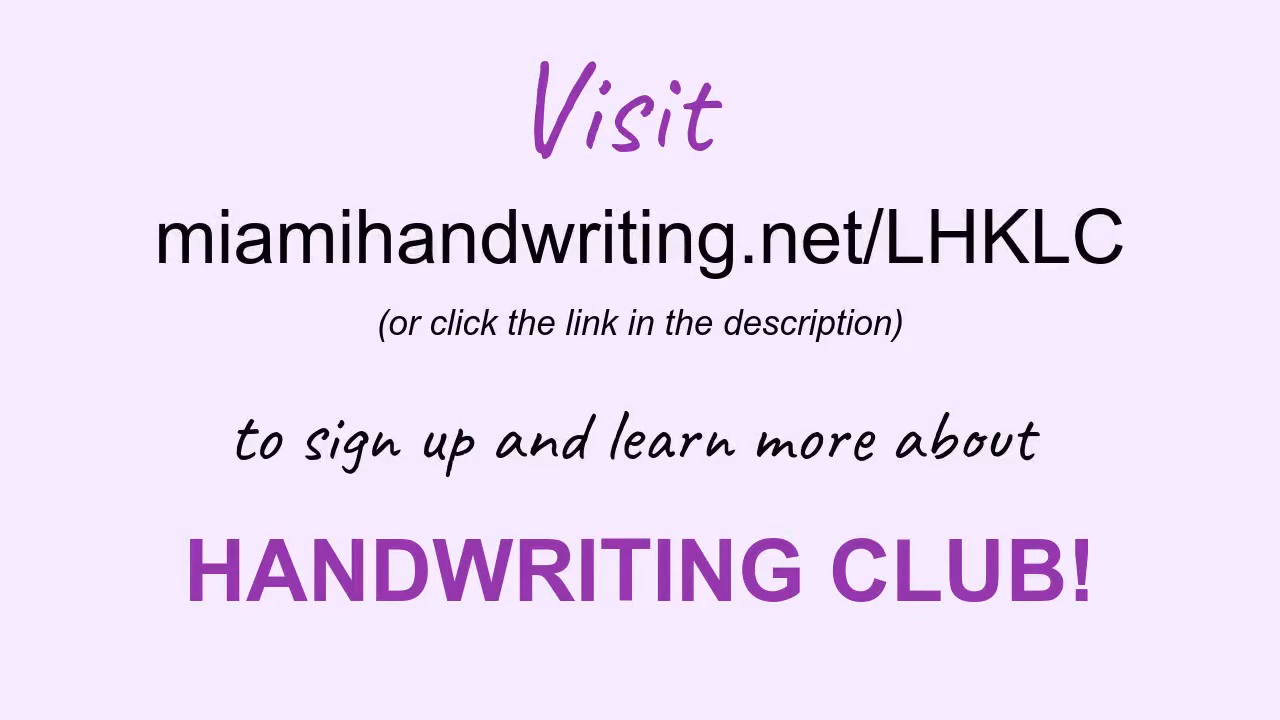 Visit
miamihandwriting.net/LHKLC
(or click the link in the description)
to sign up and learn more about
HANDWRITING CLUB!